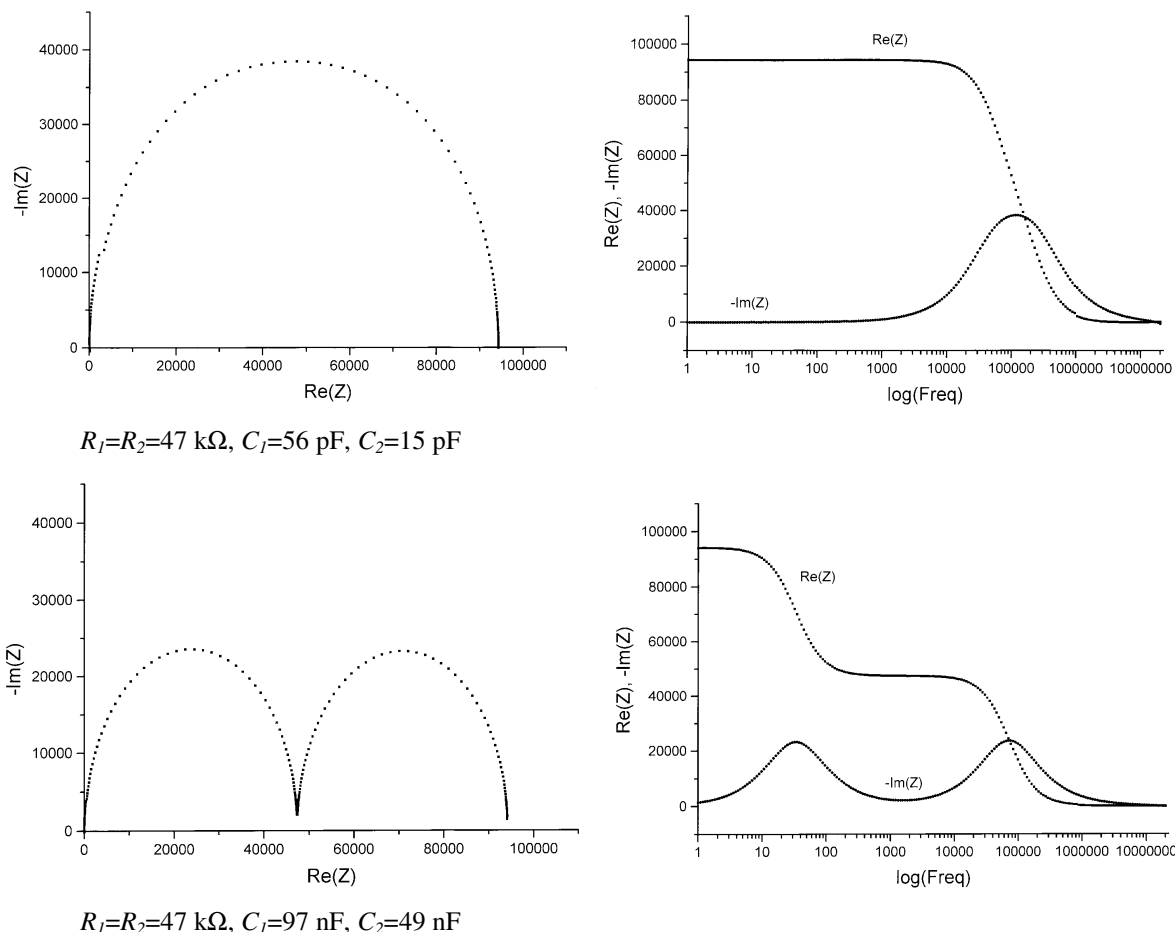 40000
30000
20000
10000
0
-Im(Z)
0 20000 40000 60000 80000 100000
Re(Z)
100000
80000
60000
40000
20000
0
Re(Z), -Im(Z)
Re(Z)
-Im(Z)
1 10 100 1000 10000 100000 1000000 10000000
log(Freq)
R1=R2=47 kΩ, C1=56 pF, C2=15 pF
40000
30000
20000
10000
0
-Im(Z)
0 20000 40000 60000 80000 100000
Re(Z)
100000
80000
60000
40000
20000
0
Re(Z), -Im(Z)
Re(Z)
-Im(Z)
1 10 100 1000 10000 100000 1000000 10000000
log(Freq)
R1=R2=47 kΩ, C1=97 nF, C2=49 nF